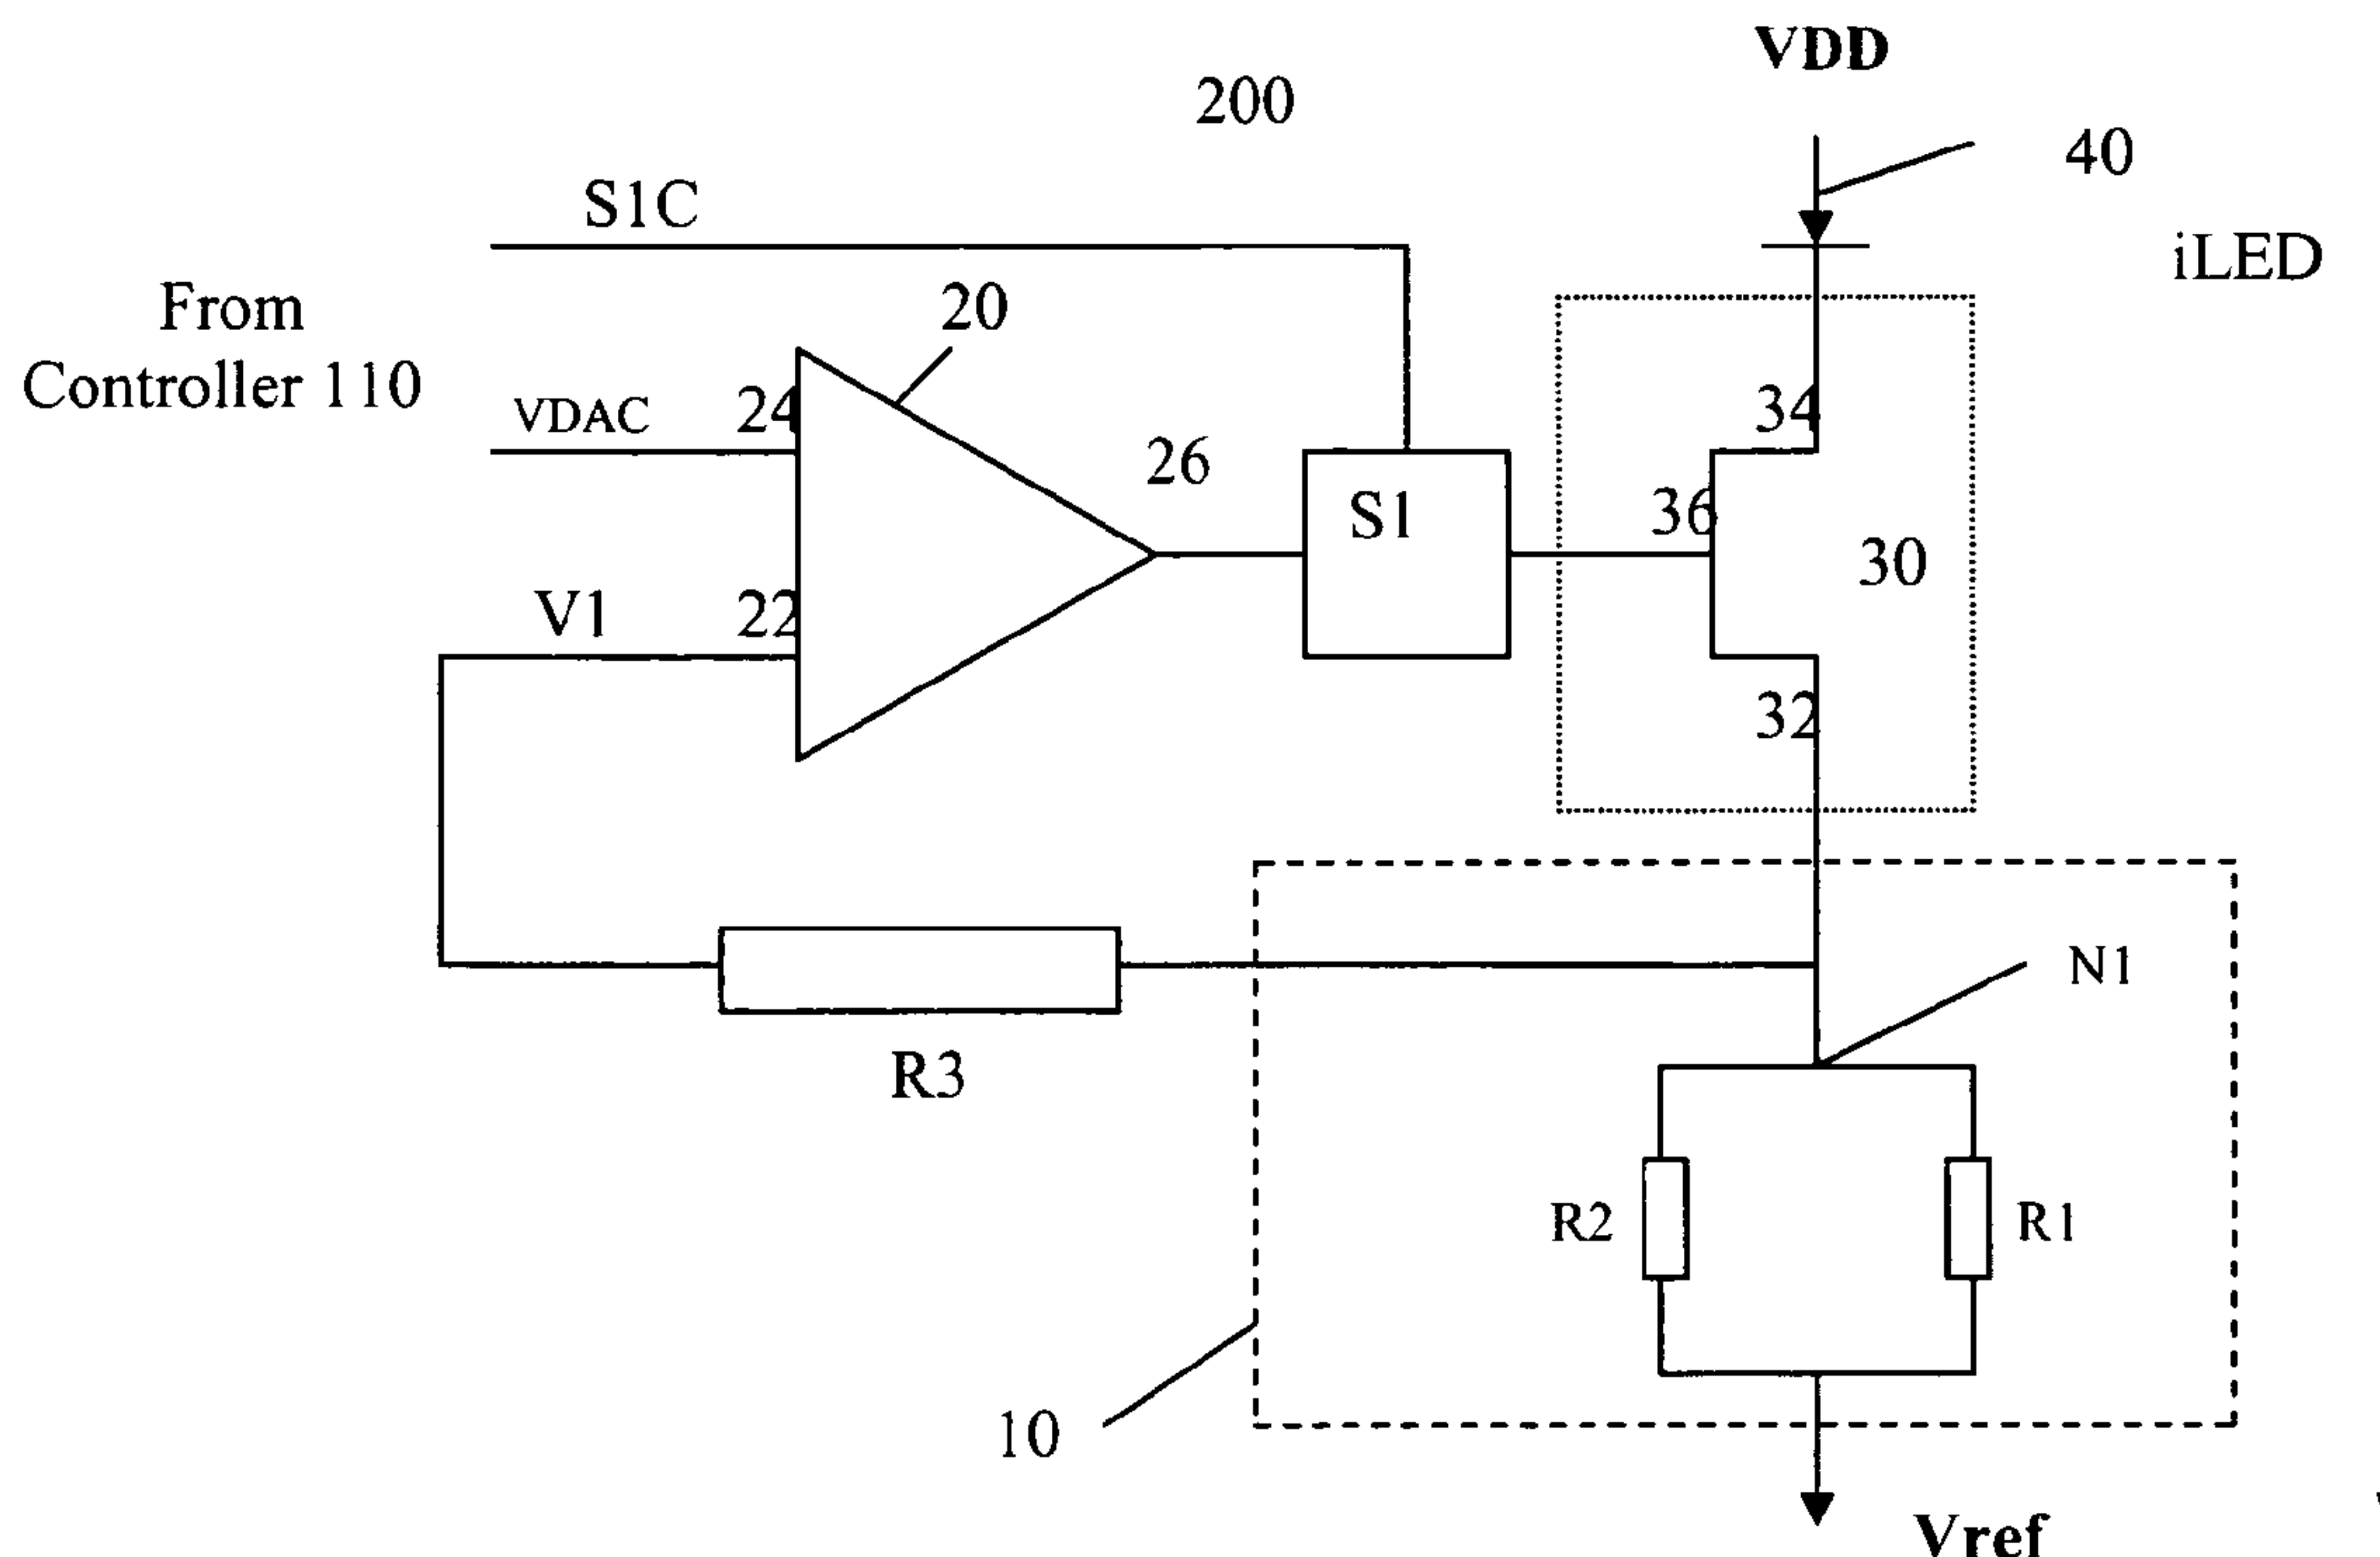 VDD
200
40
S1C
iLED
From
Controller 110
20
VDAC
24
34
26
S1
36
30
V1
22
32
N1
R3
R2
R1
10
Vref